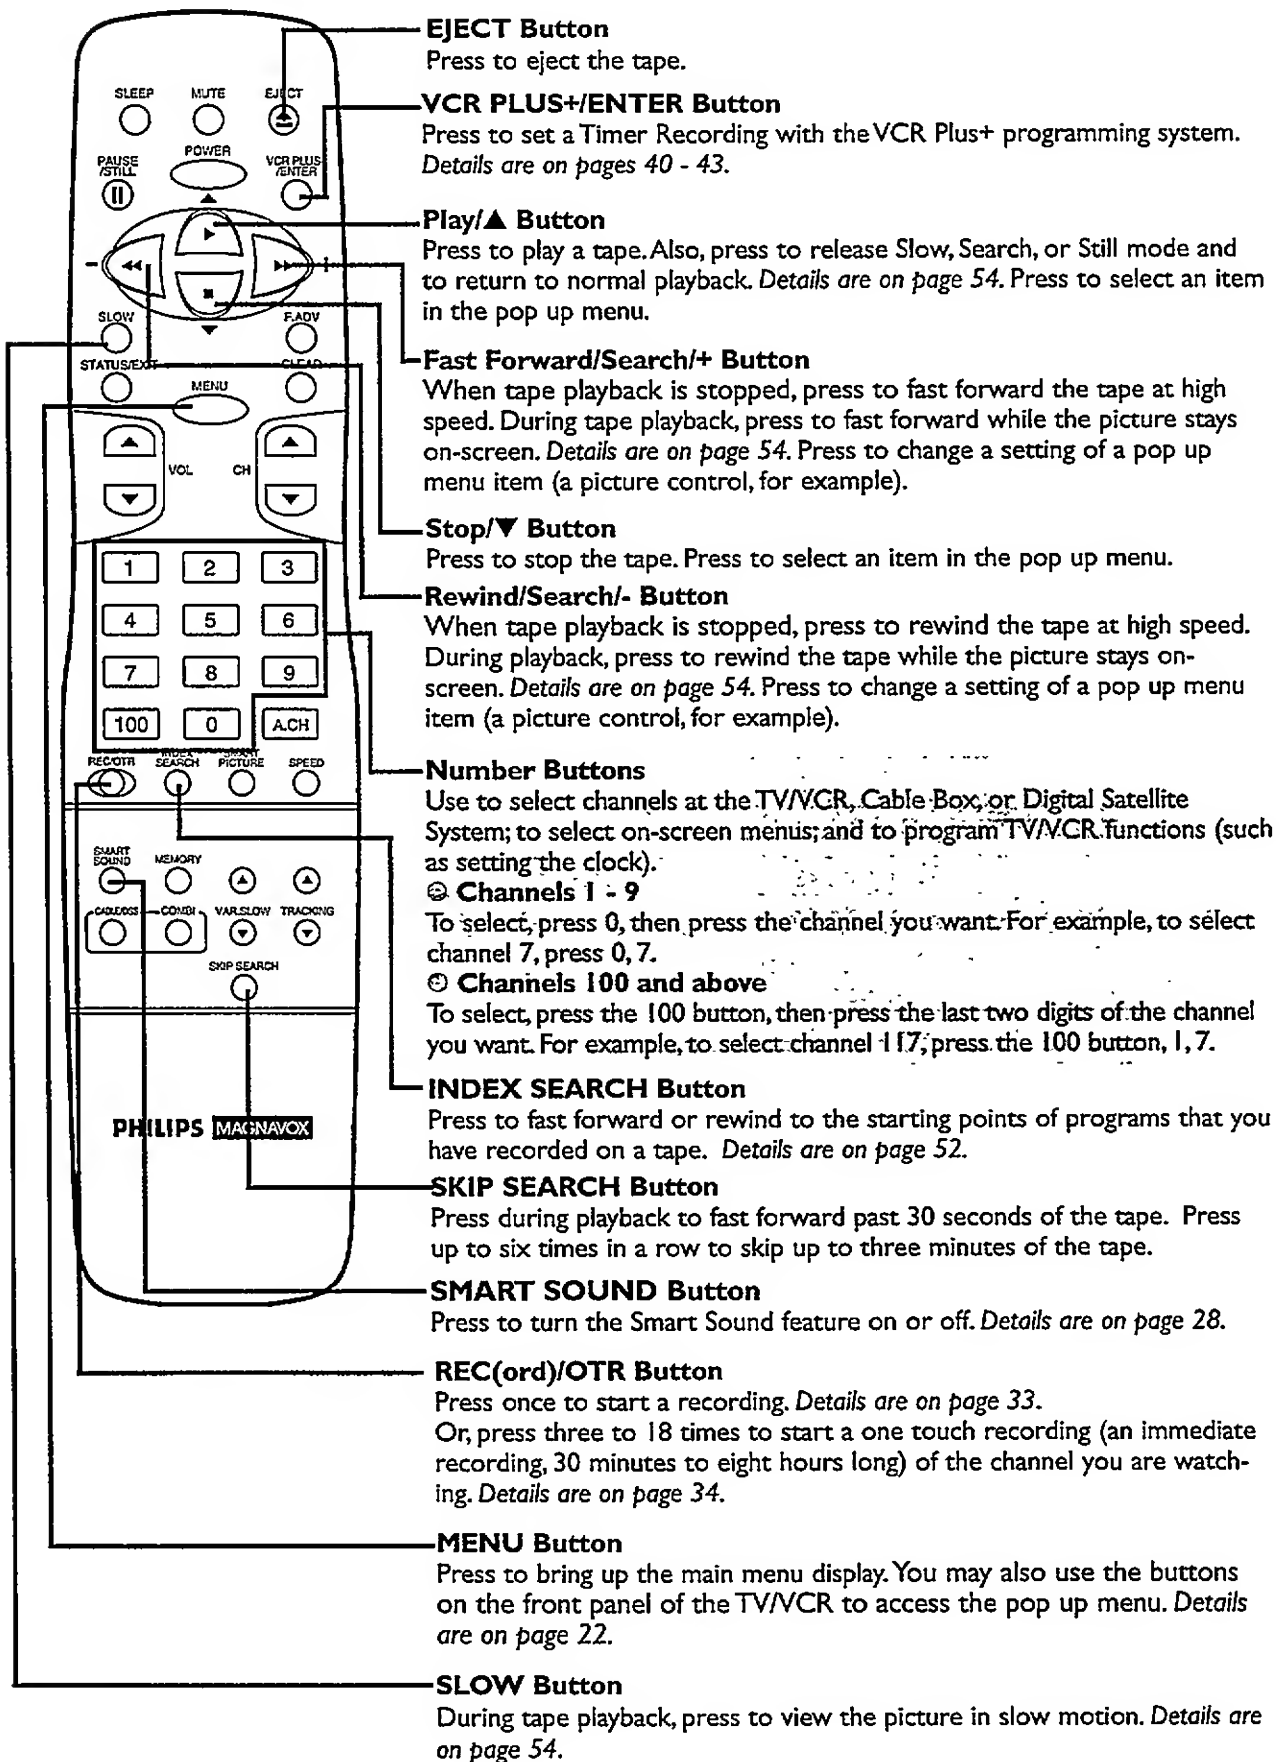 EJECT Button
Press to eject the tape.
VCR PLUS+/ENTER Button
Press to set a Timer Recording with the VCR Plus+ programming system.
Details are on pages 40 - 43.
Play/▲ Button
Press to play a tape. Also, press to release Slow, Search, or Still mode and
to return to normal playback. Details are on page 54. Press to select an item
in the pop up menu.
Fast Forward/Search/+ Button
When tape playback is stopped, press to fast forward the tape at high
speed. During tape playback, press to fast forward while the picture stays
on-screen. Details are on page 54. Press to change a setting of a pop up
menu item (a picture control, for example).
Stop/▼ Button
Press to stop the tape. Press to select an item in the pop up menu.
Rewind/Search/- Button
When tape playback is stopped, press to rewind the tape at high speed.
During playback, press to rewind the tape while the picture stays on-
screen. Details are on page 54. Press to change a setting of a pop up menu
item (a picture control, for example).
Number Buttons
Use to select channels at the TV/VCR, Cable Box, or Digital Satellite
System; to select on-screen menus; and to program TV/VCR functions (such
as setting the clock).
Channels 1 - 9
To select, press 0, then press the channel you want. For example, to select
channel 7, press 0, 7.
Channels 100 and above
To select, press the 100 button, then press the last two digits of the channel
you want. For example, to select channel 117, press the 100 button, 1, 7.
INDEX SEARCH Button
Press to fast forward or rewind to the starting points of programs that you
have recorded on a tape. Details are on page 52.
SKIP SEARCH Button
Press during playback to fast forward past 30 seconds of the tape. Press
up to six times in a row to skip up to three minutes of the tape.
SMART SOUND Button
Press to turn the Smart Sound feature on or off. Details are on page 28.
REC(ord)/OTR Button
Press once to start a recording. Details are on page 33.
Or, press three to 18 times to start a one touch recording (an immediate
recording, 30 minutes to eight hours long) of the channel you are watch-
ing. Details are on page 34.
MENU Button
Press to bring up the main menu display. You may also use the buttons
on the front panel of the TV/VCR to access the pop up menu. Details
are on page 22.
SLOW Button
During tape playback, press to view the picture in slow motion. Details are
on page 54.
SLEEP MUTE EJECT
POWER
PAUSE
/STILL
VCR PLUS
/ENTER
- +
SLOW F.ADV
STATUS/EXIT CLEAR
MENU
VOL CH
1 2 3
4 5 6
7 8 9
100 0 A.CH
REC/OTR
INDEX
SEARCH
SMART
PICTURE
SPEED
SMART
SOUND
MEMORY
CABLE/DSS COMBI VAR.SLOW TRACKING
SKIP SEARCH
PHILIPS MAGNAVOX